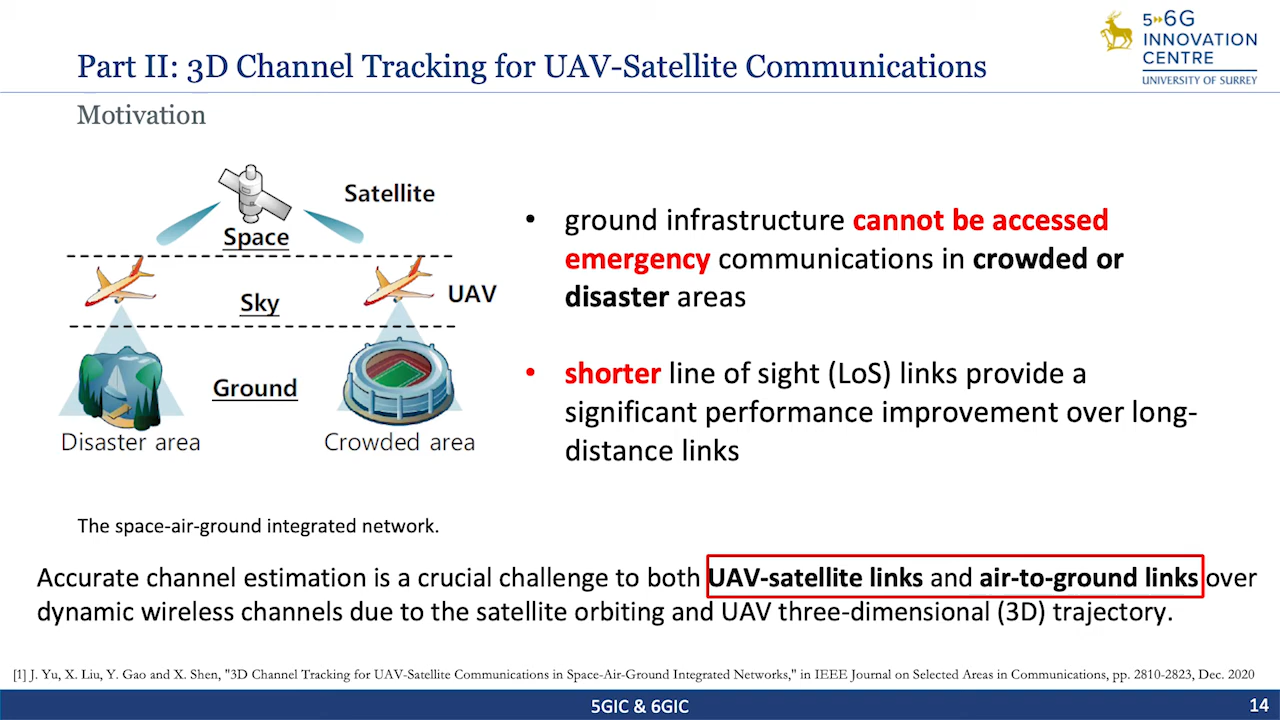 Part II: 3D Channel Tracking for UAV-Satellite Communications
5 6G
INNOVATION
CENTRE
UNIVERSITY OF SURREY
Motivation
Satellite
Space
Sky
UAV
Ground
Disaster area
Crowded area
The space-air-ground integrated network.
• ground infrastructure cannot be accessed
emergency communications in crowded or
disaster areas
• shorter line of sight (LoS) links provide a
significant performance improvement over long-
distance links
Accurate channel estimation is a crucial challenge to both UAV-satellite links and air-to-ground links over
dynamic wireless channels due to the satellite orbiting and UAV three-dimensional (3D) trajectory.
[1] J. Yu, X. Liu, Y. Gao and X. Shen, "3D Channel Tracking for UAV-Satellite Communications in Space-Air-Ground Integrated Networks," in IEEE Journal on Selected Areas in Communications, pp. 2810-2823, Dec. 2020
5GIC & 6GIC
14